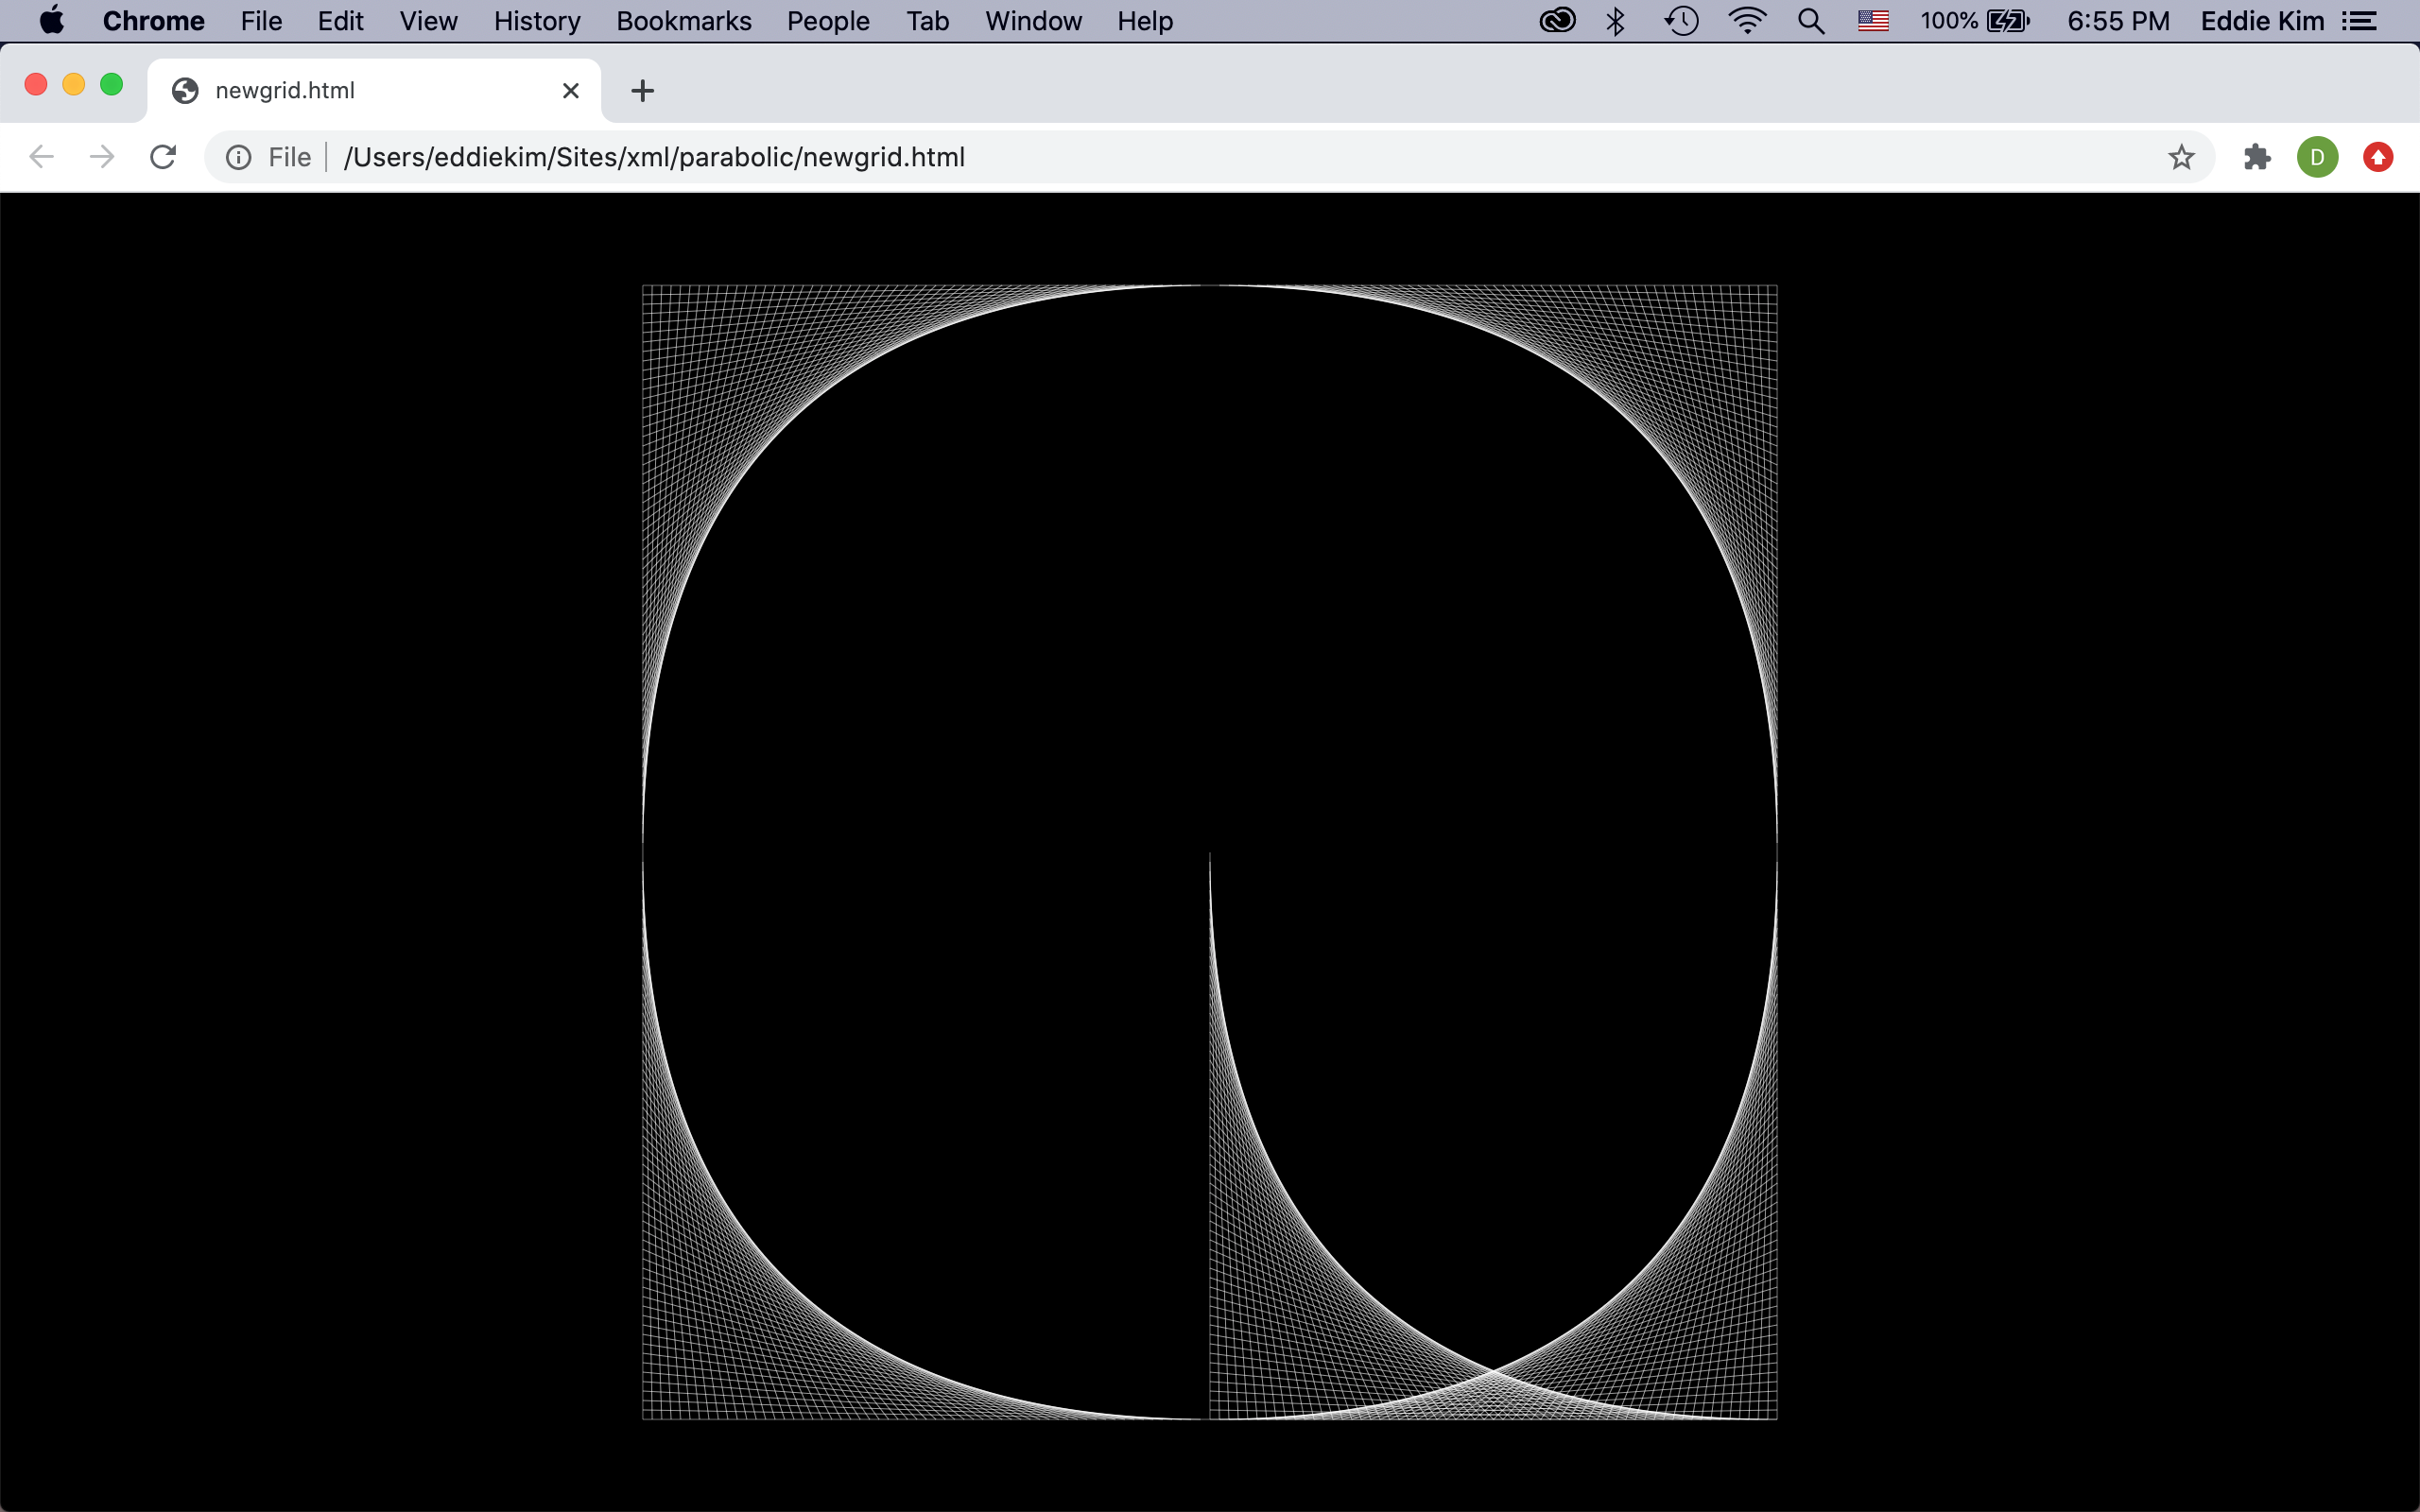 Chrome File Edit View History Bookmarks People Tab Window Help 100% 6:55 PM Eddie Kim
newgrid.html
File /Users/eddiekim/Sites/xml/parabolic/newgrid.html D